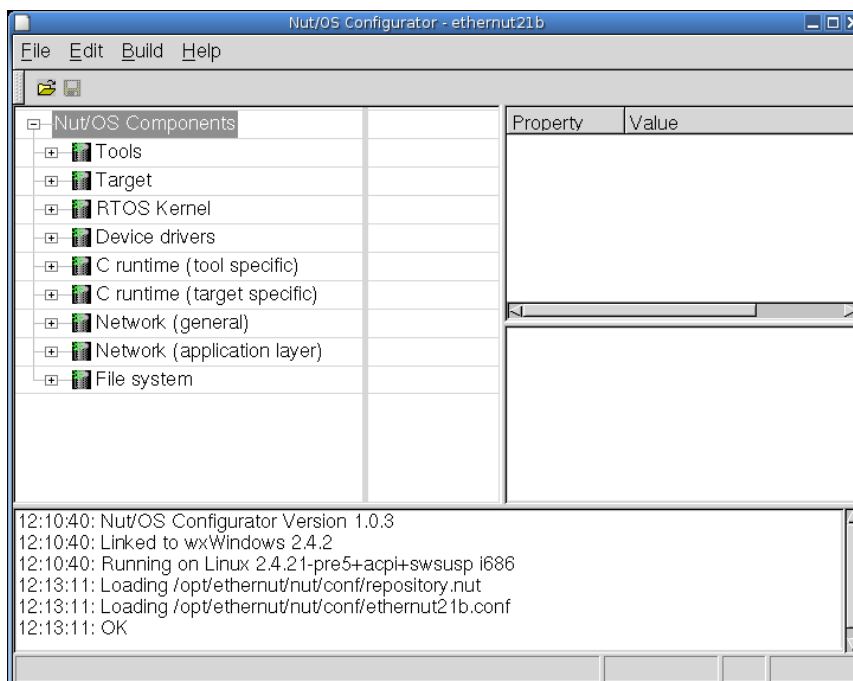 Nut/OS Configurator - ethernut21b
File Edit Build Help
Nut/OS Components
Property Value
Tools
Target
RTOS Kernel
Device drivers
C runtime (tool specific)
C runtime (target specific)
Network (general)
Network (application layer)
File system
12:10:40: Nut/OS Configurator Version 1.0.3
12:10:40: Linked to wxWindows 2.4.2
12:10:40: Running on Linux 2.4.21-pre5+acpi+swsusp i686
12:13:11: Loading /opt/ethernut/nut/conf/repository.nut
12:13:11: Loading /opt/ethernut/nut/conf/ethernut21b.conf
12:13:11: OK